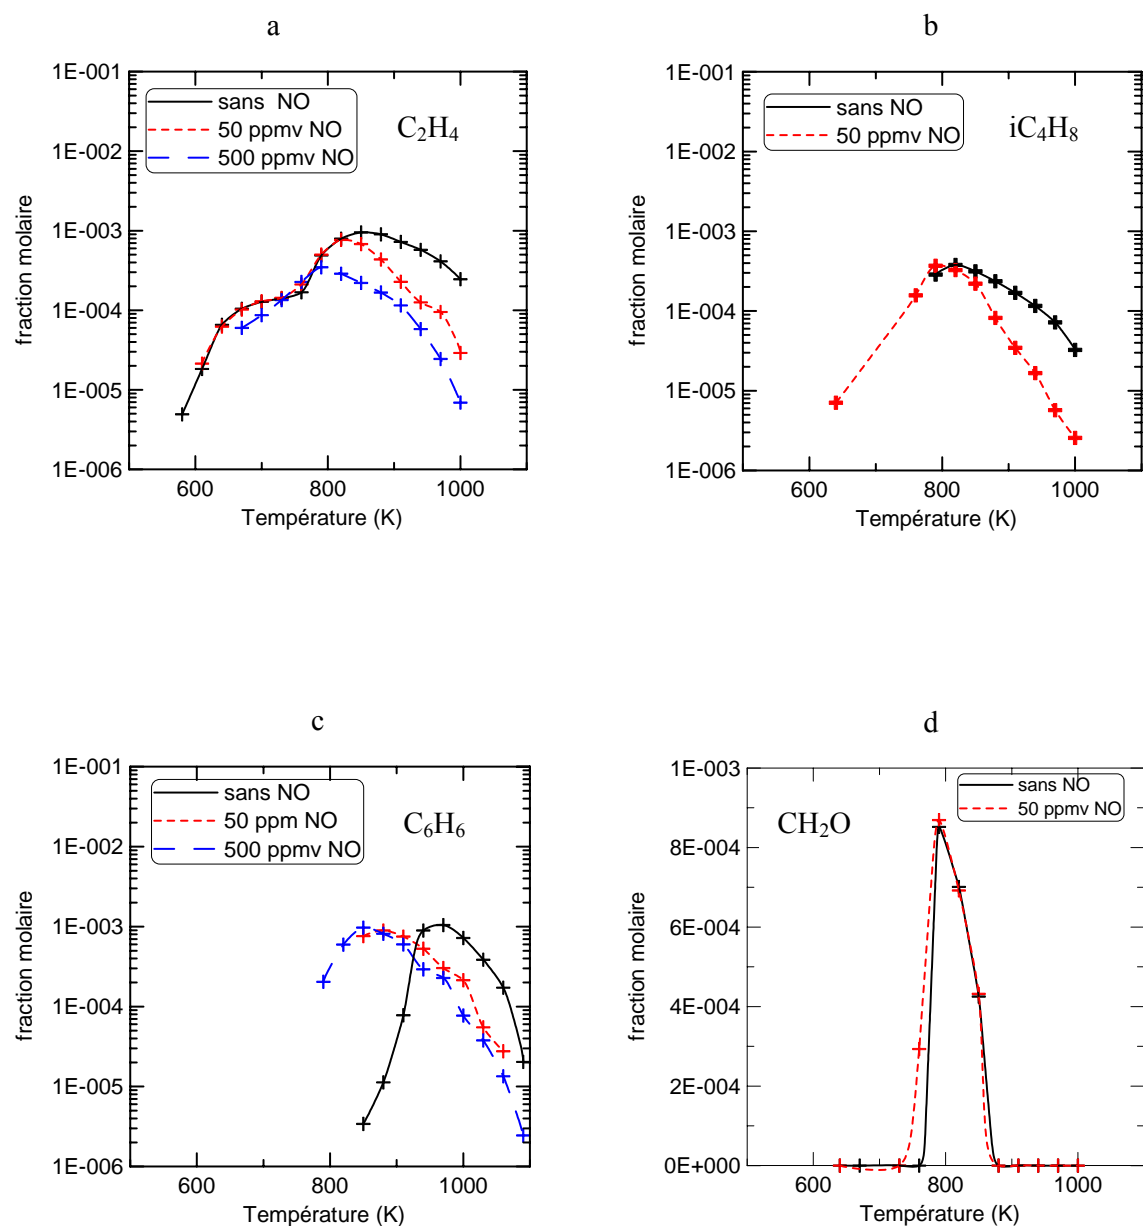 a
1E-001
1E-002
1E-003
1E-004
1E-005
1E-006
fraction molaire
sans NO
50 ppmv NO
500 ppmv NO
C₂H₄
600
800
1000
Température (K)
b
1E-001
1E-002
1E-003
1E-004
1E-005
1E-006
fraction molaire
sans NO
50 ppmv NO
iC₄H₈
600
800
1000
Température (K)
c
1E-001
1E-002
1E-003
1E-004
1E-005
1E-006
fraction molaire
sans NO
50 ppm NO
500 ppmv NO
C₆H₆
600
800
1000
Température (K)
d
1E-003
8E-004
6E-004
4E-004
2E-004
0E+000
fraction molaire
sans NO
50 ppmv NO
CH₂O
600
800
1000
Température (K)